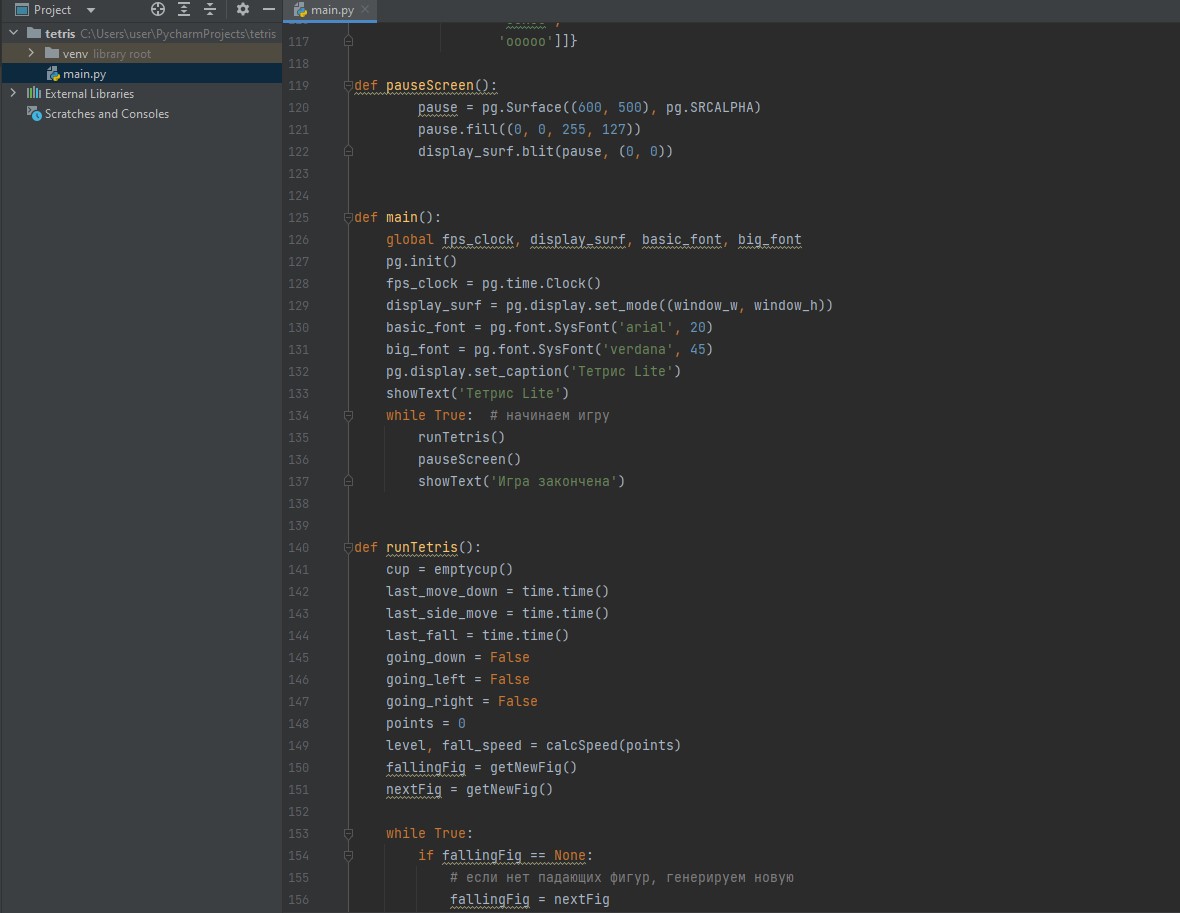 Project
main.py
tetris C:\Users\user\PycharmProjects\tetris
venv library root
main.py
External Libraries
Scratches and Consoles
117 'ooooo']]}
118
119 def pauseScreen():
120 pause = pg.Surface((600, 500), pg.SRCALPHA)
121 pause.fill((0, 0, 255, 127))
122 display_surf.blit(pause, (0, 0))
123
124
125 def main():
126 global fps_clock, display_surf, basic_font, big_font
127 pg.init()
128 fps_clock = pg.time.Clock()
129 display_surf = pg.display.set_mode((window_w, window_h))
130 basic_font = pg.font.SysFont('arial', 20)
131 big_font = pg.font.SysFont('verdana', 45)
132 pg.display.set_caption('Тетрис Lite')
133 showText('Тетрис Lite')
134 while True: # начинаем игру
135 runTetris()
136 pauseScreen()
137 showText('Игра закончена')
138
139
140 def runTetris():
141 cup = emptycup()
142 last_move_down = time.time()
143 last_side_move = time.time()
144 last_fall = time.time()
145 going_down = False
146 going_left = False
147 going_right = False
148 points = 0
149 level, fall_speed = calcSpeed(points)
150 fallingFig = getNewFig()
151 nextFig = getNewFig()
152
153 while True:
154 if fallingFig == None:
155 # если нет падающих фигур, генерируем новую
156 fallingFig = nextFig